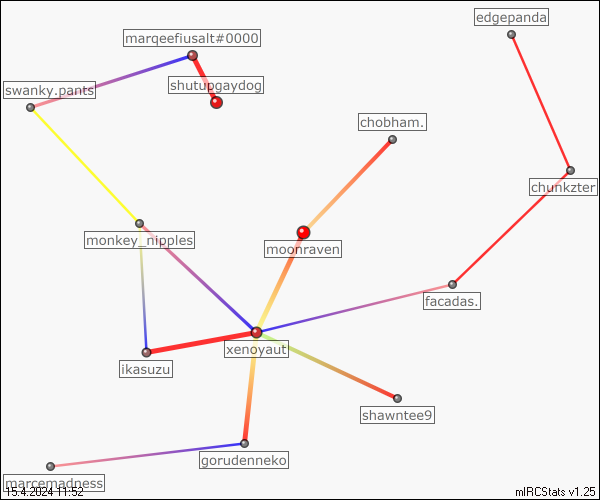 edgepanda
marqeefiusalt#0000
shutupgaydog
swanky.pants
chobham.
chunkzter
monkey_nipples
moonraven
facadas.
xenoyaut
ikasuzu
shawntee9
gorudenneko
marcemadness
15.4.2024 11:52
mIRCStats v1.25